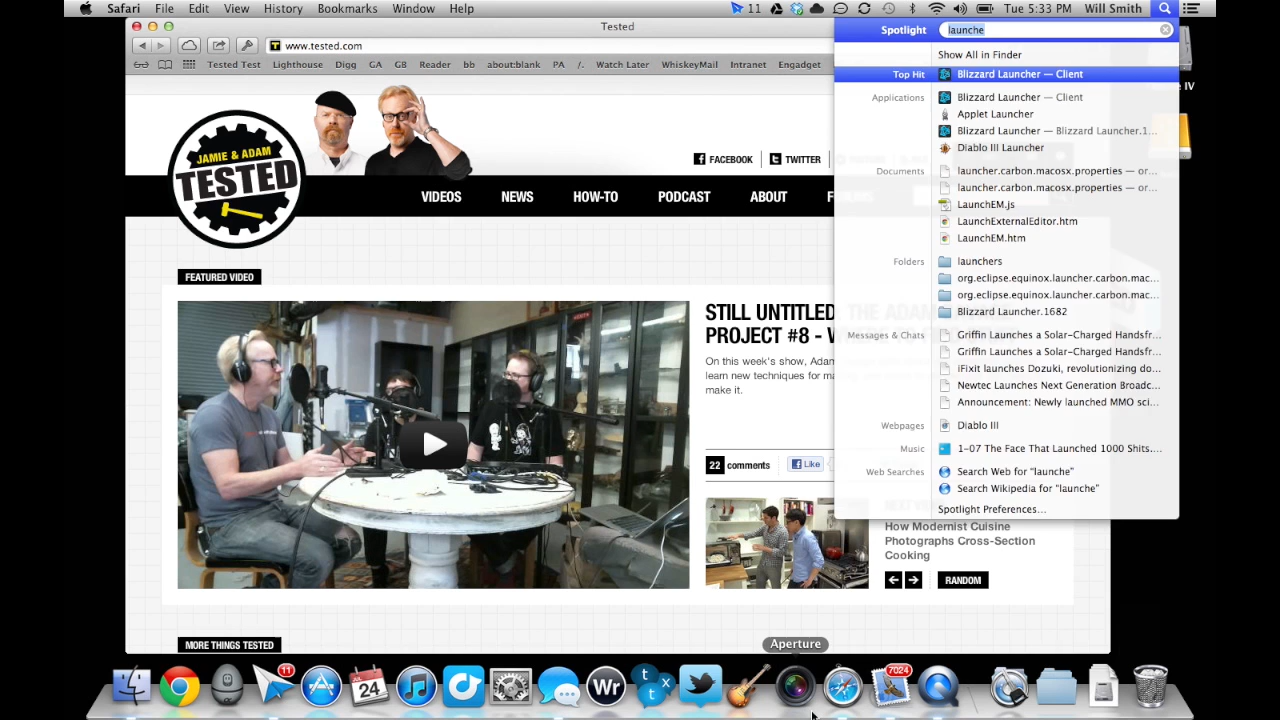 Safari File Edit View History Bookmarks Window Help 11 Tue 5:33 PM Will Smith
Tested
www.tested.com
Tested Test Lighthouse Digg GA GB Reader bb about:blank PA /. Watch Later WhiskeyMail Intranet Engadget
Spotlight launche
Show All in Finder
Top Hit Blizzard Launcher — Client
Applications Blizzard Launcher — Client
Applet Launcher
Blizzard Launcher — Blizzard Launcher.1...
Diablo III Launcher
Documents launcher.carbon.macosx.properties — or...
launcher.carbon.macosx.properties — or...
LaunchEM.js
LaunchExternalEditor.htm
LaunchEM.htm
Folders launchers
org.eclipse.equinox.launcher.carbon.mac...
org.eclipse.equinox.launcher.carbon.mac...
Blizzard Launcher.1682
Messages & Chats Griffin Launches a Solar-Charged Handsfr...
Griffin Launches a Solar-Charged Handsfr...
iFixit launches Dozuki, revolutionizing do...
Newtec Launches Next Generation Broadc...
Announcement: Newly launched MMO sci...
Webpages Diablo III
Music 1-07 The Face That Launched 1000 Shits....
Web Searches Search Web for “launche”
Search Wikipedia for “launche”
Spotlight Preferences...
IV
JAMIE & ADAM
TESTED
FACEBOOK TWITTER
VIDEOS NEWS HOW-TO PODCAST ABOUT
FEATURED VIDEO
STILL UNTITLED: THE ADAM
PROJECT #8 -
On this week's show, Adam
learn new techniques for
make it.
22 comments Like
How Modernist Cuisine
Photographs Cross-Section
Cooking
RANDOM
MORE THINGS TESTED
Aperture
11
JUL
24
Wr
t
t x
7024